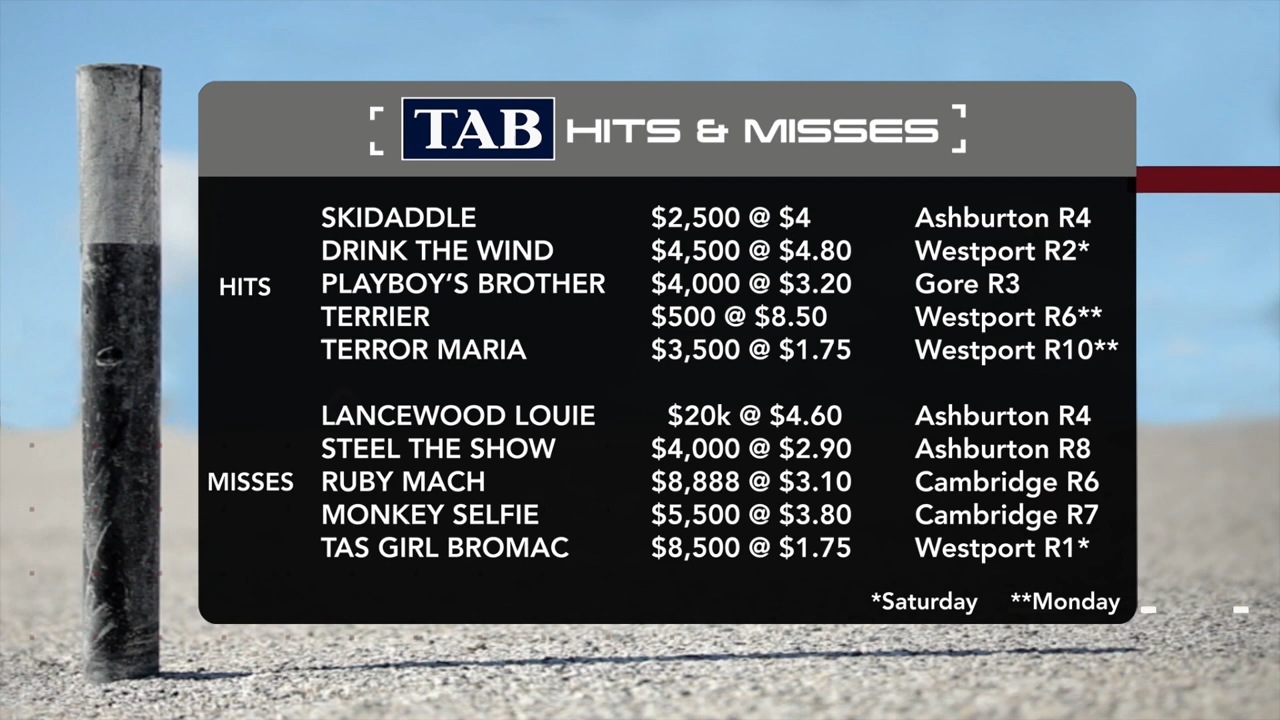 TAB HITS & MISSES
SKIDADDLE $2,500 @ $4 Ashburton R4
DRINK THE WIND $4,500 @ $4.80 Westport R2*
HITS PLAYBOY’S BROTHER $4,000 @ $3.20 Gore R3
TERRIER $500 @ $8.50 Westport R6**
TERROR MARIA $3,500 @ $1.75 Westport R10**
LANCEWOOD LOUIE $20k @ $4.60 Ashburton R4
STEEL THE SHOW $4,000 @ $2.90 Ashburton R8
MISSES RUBY MACH $8,888 @ $3.10 Cambridge R6
MONKEY SELFIE $5,500 @ $3.80 Cambridge R7
TAS GIRL BROMAC $8,500 @ $1.75 Westport R1*
*Saturday **Monday